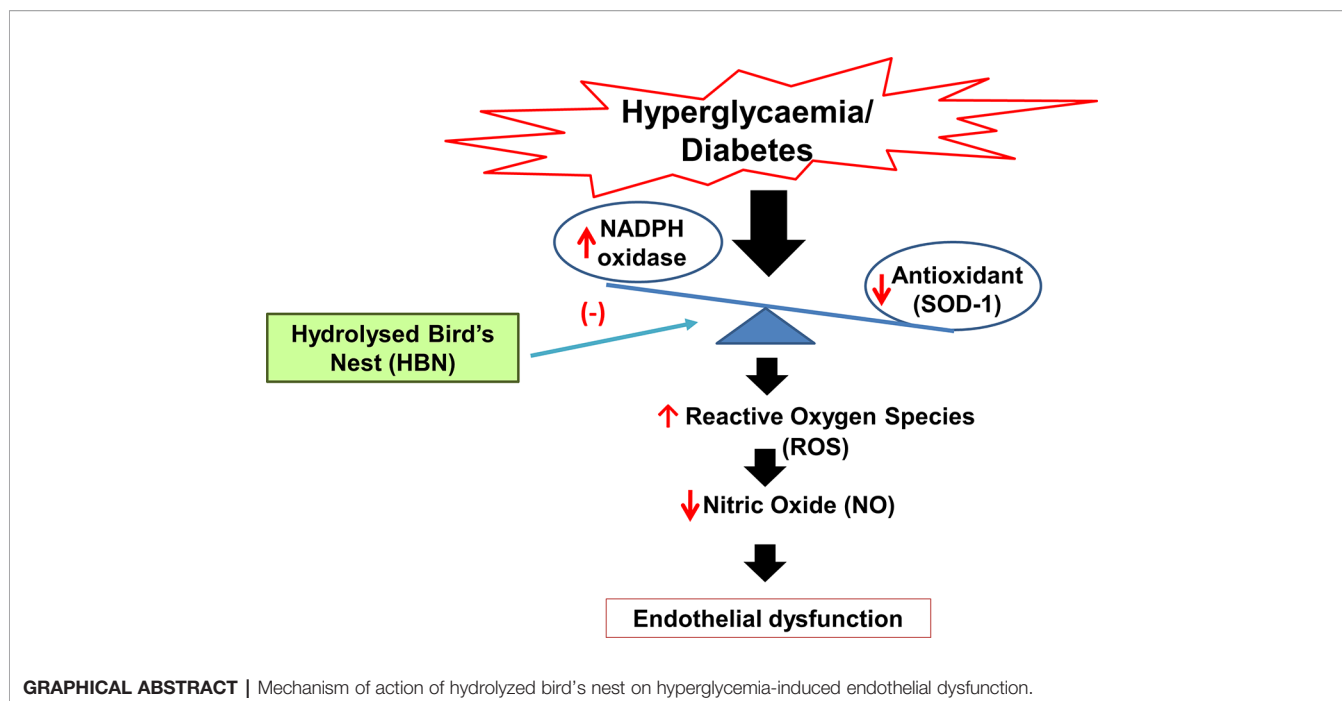 Hyperglycaemia/
Diabetes
↑ NADPH
oxidase
↓ Antioxidant
(SOD-1)
(-)
Hydrolysed Bird's
Nest (HBN)
↑ Reactive Oxygen Species
(ROS)
↓ Nitric Oxide (NO)
Endothelial dysfunction
GRAPHICAL ABSTRACT | Mechanism of action of hydrolyzed bird's nest on hyperglycemia-induced endothelial dysfunction.